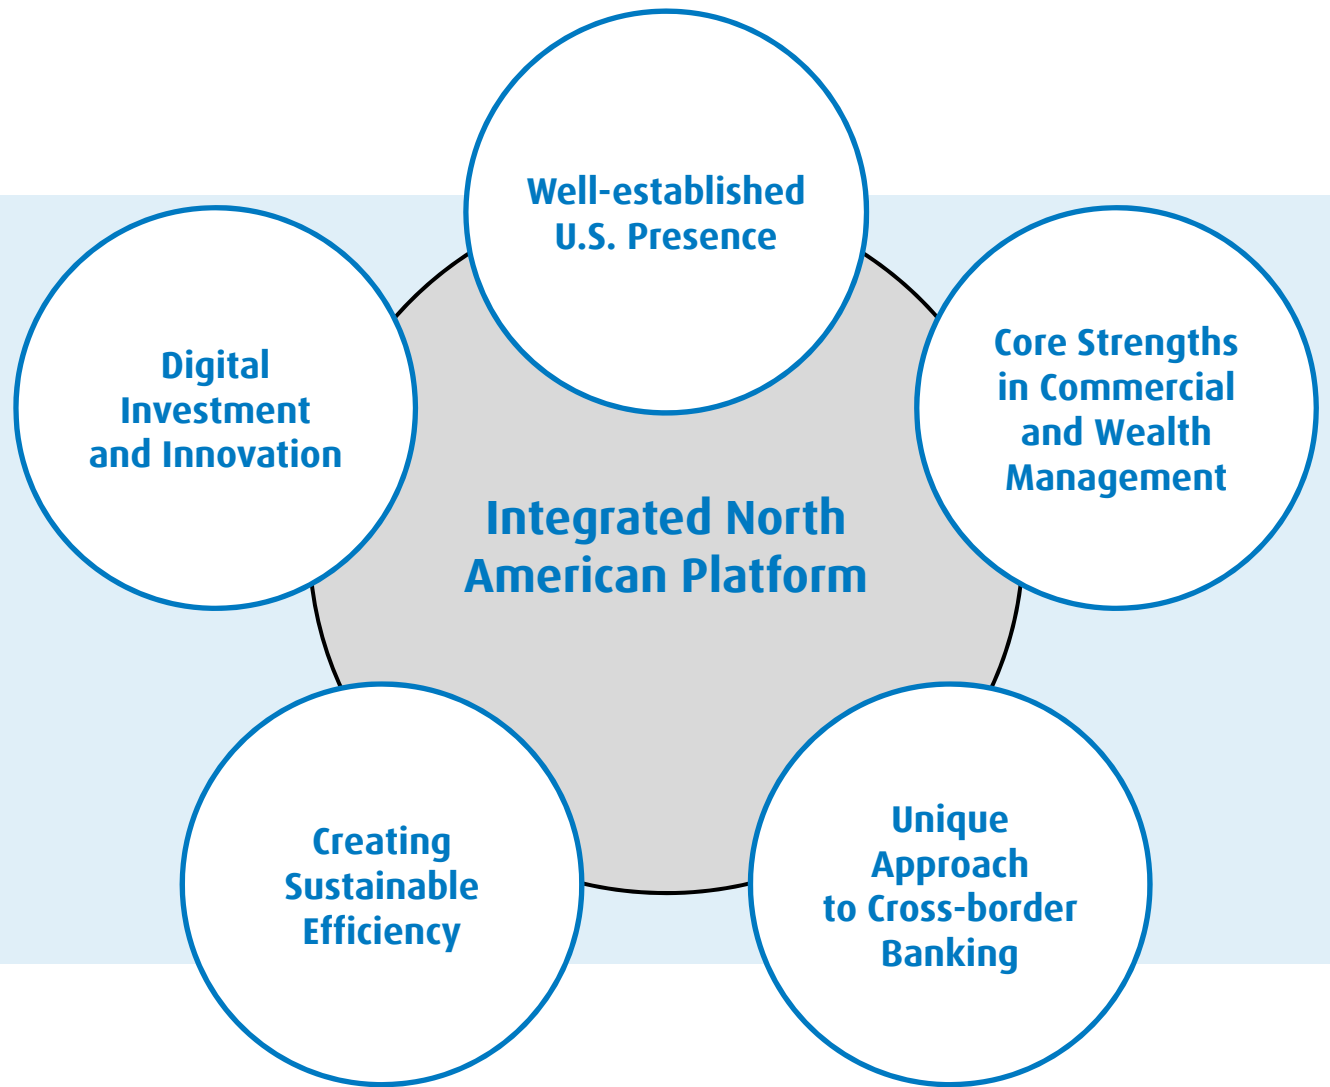 Well-established
U.S. Presence
Digital
Investment
and Innovation
Core Strengths
in Commercial
and Wealth
Management
Integrated North
American Platform
Creating
Sustainable
Efficiency
Unique
Approach
to Cross-border
Banking